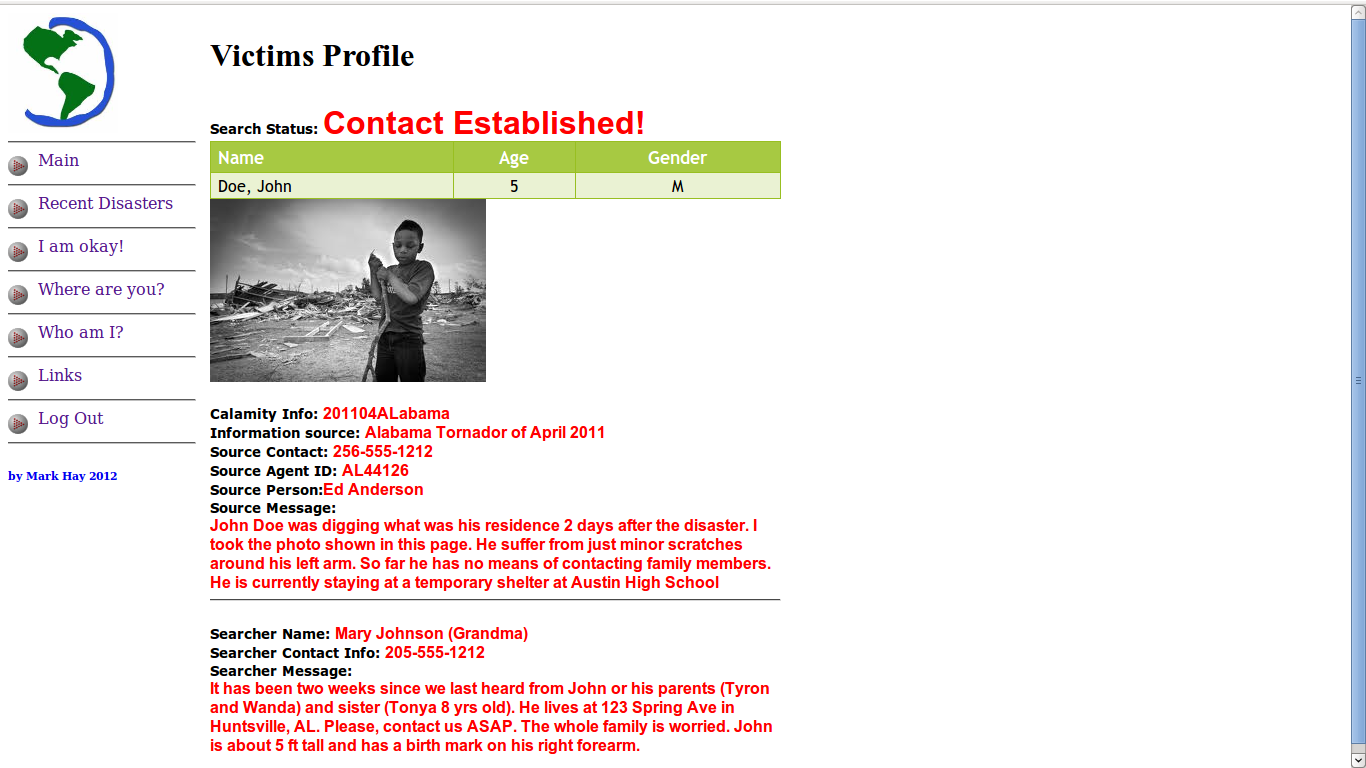 Victims Profile
Search Status: Contact Established!
Name Age Gender
Doe, John 5 M
Main
Recent Disasters
I am okay!
Where are you?
Who am I?
Links
Log Out
by Mark Hay 2012
Calamity Info: 201104ALabama
Information source: Alabama Tornador of April 2011
Source Contact: 256-555-1212
Source Agent ID: AL44126
Source Person:Ed Anderson
Source Message:
John Doe was digging what was his residence 2 days after the disaster. I
took the photo shown in this page. He suffer from just minor scratches
around his left arm. So far he has no means of contacting family members.
He is currently staying at a temporary shelter at Austin High School
Searcher Name: Mary Johnson (Grandma)
Searcher Contact Info: 205-555-1212
Searcher Message:
It has been two weeks since we last heard from John or his parents (Tyron
and Wanda) and sister (Tonya 8 yrs old). He lives at 123 Spring Ave in
Huntsville, AL. Please, contact us ASAP. The whole family is worried. John
is about 5 ft tall and has a birth mark on his right forearm.